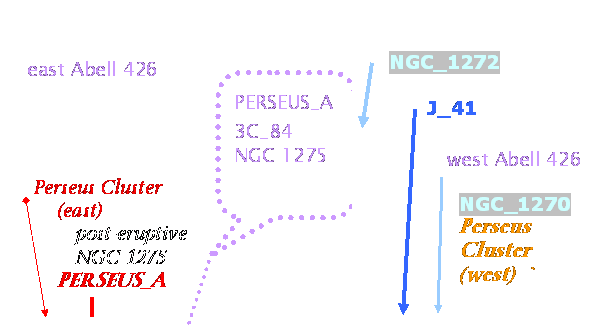 NGC_1272
east Abell 426
PERSEUS_A
3C_84
NGC 1275
J_41
west Abell 426
Perseus Cluster
(east)
post-eruptive
NGC 1275
PERSEUS_A
NGC_1270
Perseus
Cluster
(west)